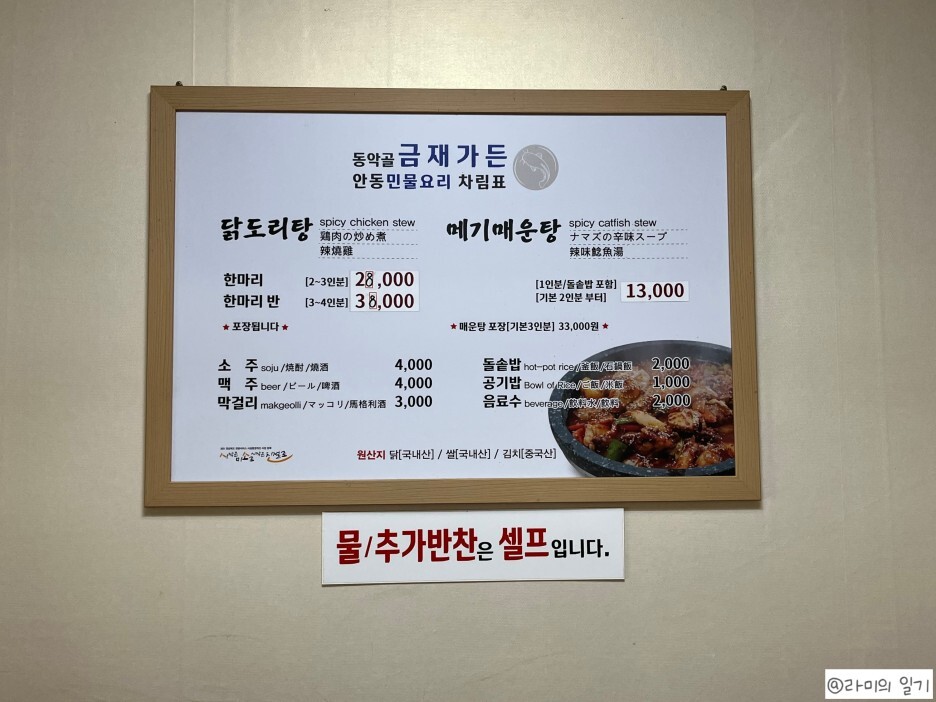 동악골 금재가든
안동민물요리 차림표
닭도리탕 spicy chicken stew
鶏肉の炒め煮
辣燒雞
한마리 [2~3인분] 28,000
한마리 반 [3~4인분] 38,000
★ 포장됩니다 ★
메기매운탕 spicy catfish stew
ナマズの辛味スープ
辣味鯰魚湯
[1인분/돌솥밥 포함]
[기본 2인분 부터] 13,000
★ 매운탕 포장[기본3인분] 33,000원 ★
소 주 soju /焼酎 /燒酒 4,000
맥 주 beer /ビール /啤酒 4,000
막걸리 makgeolli /マッコリ/馬格利酒 3,000
돌솥밥 hot-pot rice /釜飯/石鍋飯 2,000
공기밥 Bowl of Rice /ご飯 /米飯 1,000
음료수 beverage /飲料水/飲料 2,000
원산지 닭[국내산] / 쌀[국내산] / 김치[중국산]
물/추가반찬은 셀프입니다.
@라미의 일기